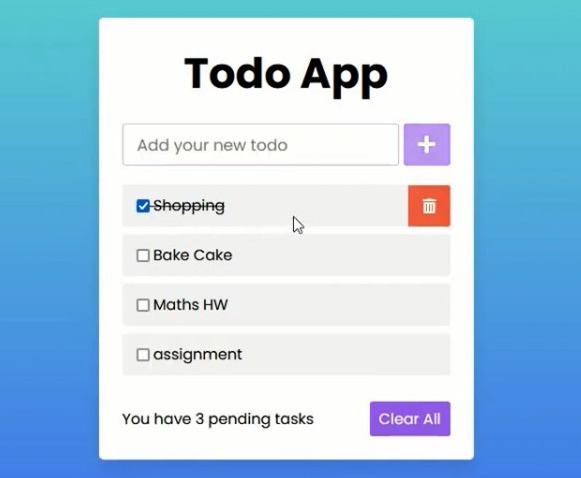 Todo App
Add your new todo
Shopping
Bake Cake
Maths HW
assignment
You have 3 pending tasks Clear All